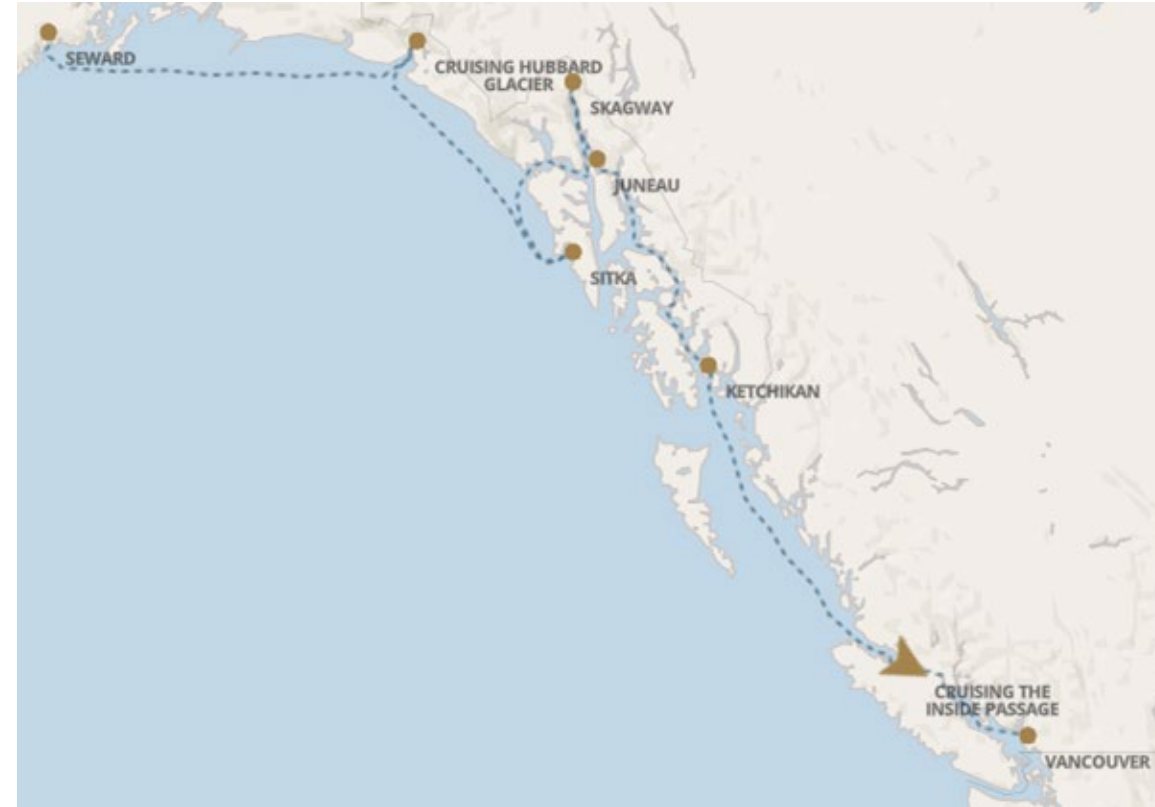 SEWARD
CRUISING HUBBARD
GLACIER
SKAGWAY
JUNEAU
SITKA
KETCHIKAN
CRUISING THE
INSIDE PASSAGE
VANCOUVER